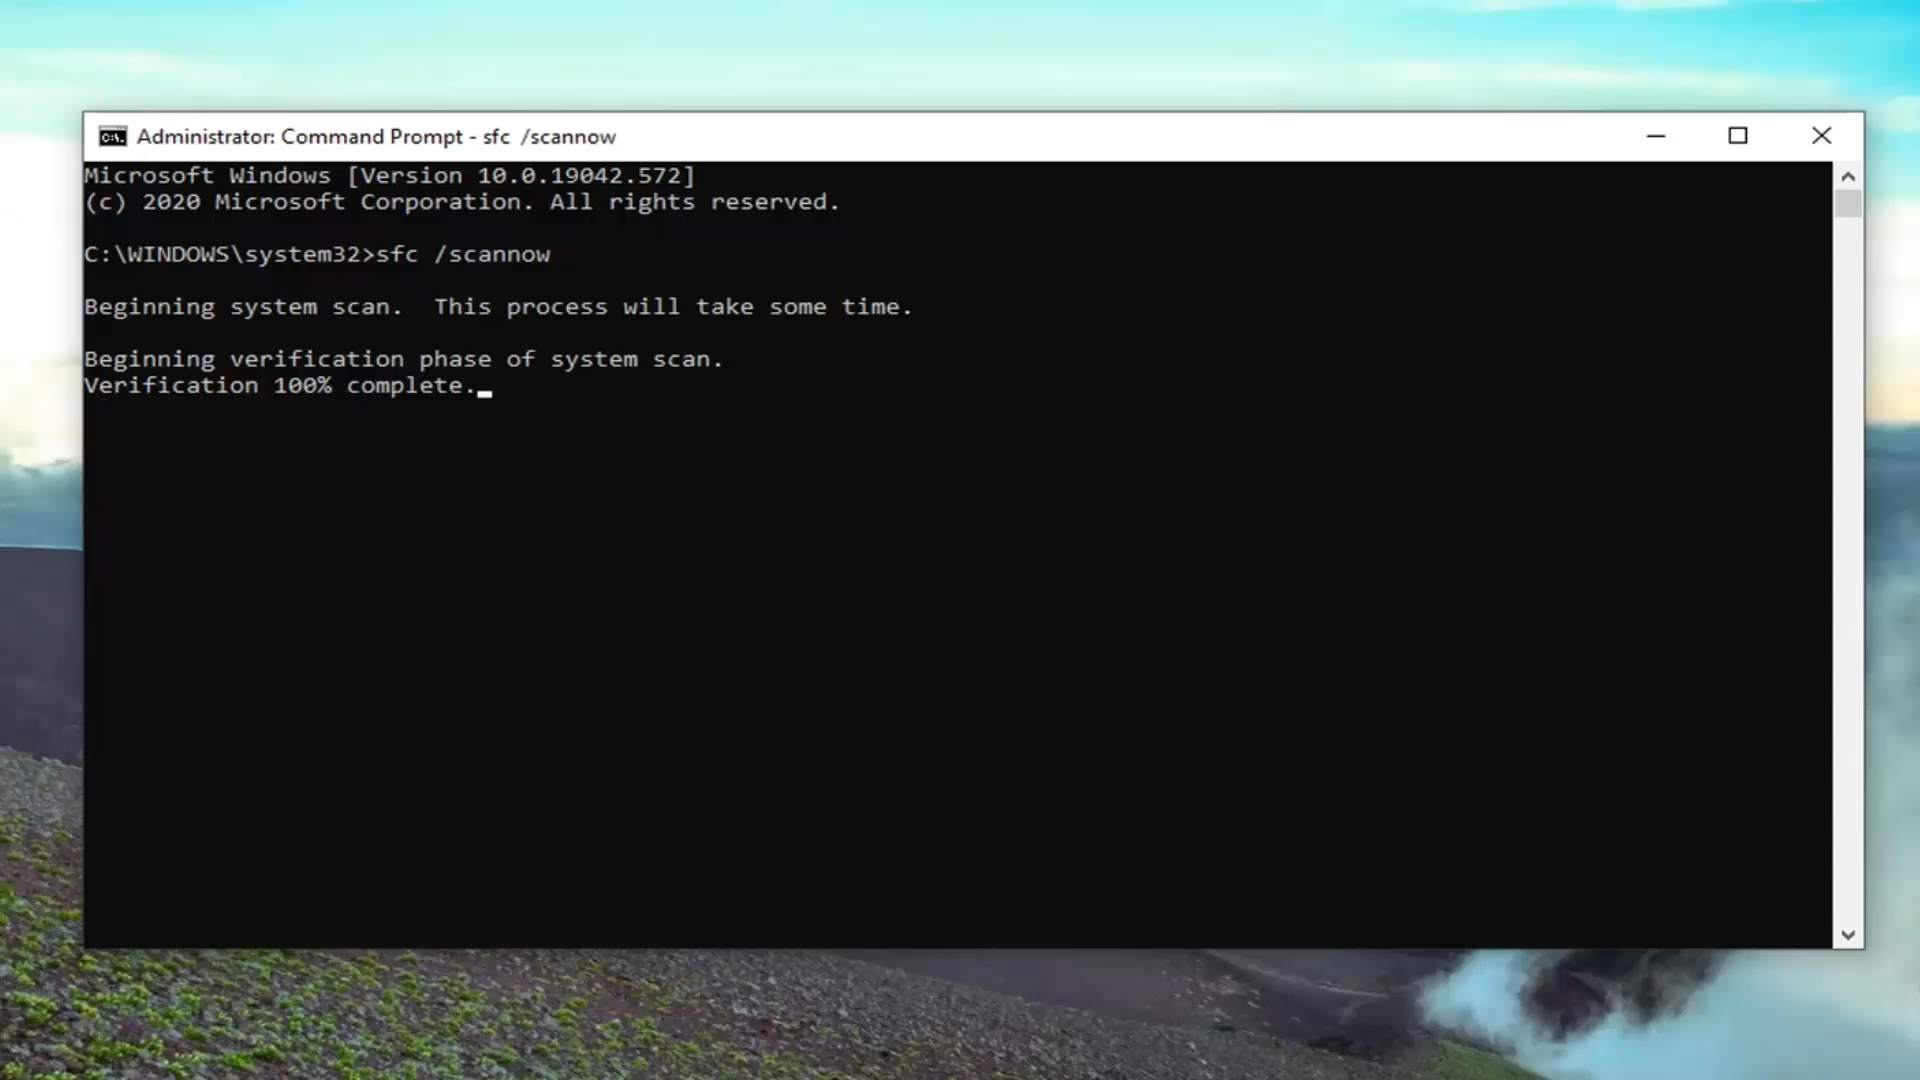 Administrator: Command Prompt - sfc  /scannow
Microsoft Windows [Version 10.0.19042.572]
(c) 2020 Microsoft Corporation. All rights reserved.
C:\WINDOWS\system32>sfc /scannow
Beginning system scan.  This process will take some time.
Beginning verification phase of system scan.
Verification 100% complete.